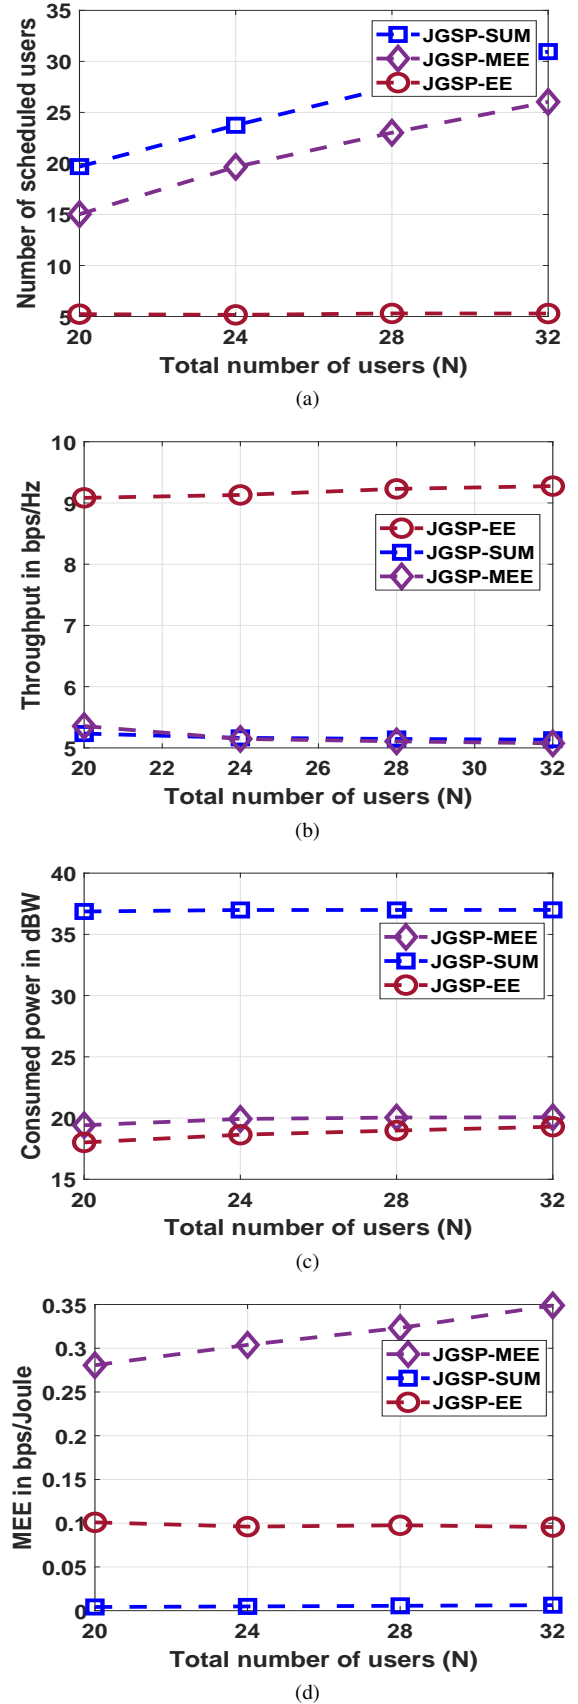 35
30
25
20
15
5
Number of scheduled users
JGSP-SUM
JGSP-MEE
JGSP-EE
20 24 28 32
Total number of users (N)
(a)
10
9
8
7
6
5
Throughput in bps/Hz
JGSP-EE
JGSP-SUM
JGSP-MEE
20 22 24 26 28 30 32
Total number of users (N)
(b)
40
35
30
25
20
15
Consumed power in dBW
JGSP-MEE
JGSP-SUM
JGSP-EE
20 24 28 32
Total number of users (N)
(c)
0.35
0.3
0.25
0.2
0.15
0.1
0.05
0
MEE in bps/Joule
JGSP-MEE
JGSP-SUM
JGSP-EE
20 24 28 32
Total number of users (N)
(d)